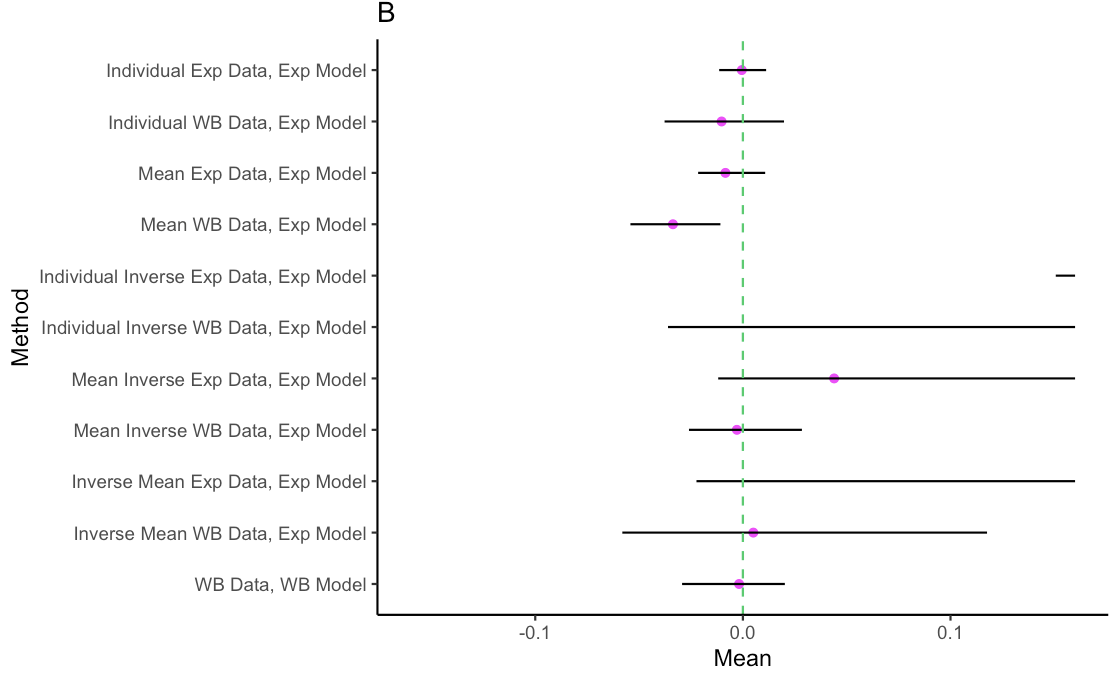 B
Method
Individual Exp Data, Exp Model
Individual WB Data, Exp Model
Mean Exp Data, Exp Model
Mean WB Data, Exp Model
Individual Inverse Exp Data, Exp Model
Individual Inverse WB Data, Exp Model
Mean Inverse Exp Data, Exp Model
Mean Inverse WB Data, Exp Model
Inverse Mean Exp Data, Exp Model
Inverse Mean WB Data, Exp Model
WB Data, WB Model
-0.1 0.0 0.1
Mean